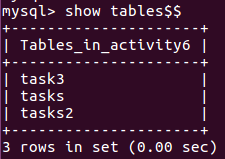 mysql> show tables$$
+---------------------+
| Tables_in_activity6 |
+---------------------+
| task3               |
| tasks               |
| tasks2              |
+---------------------+
3 rows in set (0.00 sec)